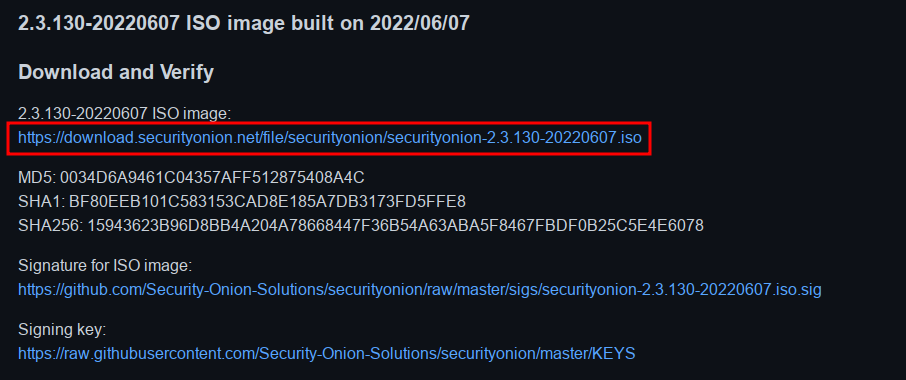 2.3.130-20220607 ISO image built on 2022/06/07
Download and Verify
2.3.130-20220607 ISO image:
https://download.securityonion.net/file/securityonion/securityonion-2.3.130-20220607.iso
MD5: 0034D6A9461C04357AFF512875408A4C
SHA1: BF80EEB101C583153CAD8E185A7DB3173FD5FFE8
SHA256: 15943623B96D8BB4A204A78668447F36B54A63ABA5F8467FBDF0B25C5E4E6078
Signature for ISO image:
https://github.com/Security-Onion-Solutions/securityonion/raw/master/sigs/securityonion-2.3.130-20220607.iso.sig
Signing key:
https://raw.githubusercontent.com/Security-Onion-Solutions/securityonion/master/KEYS